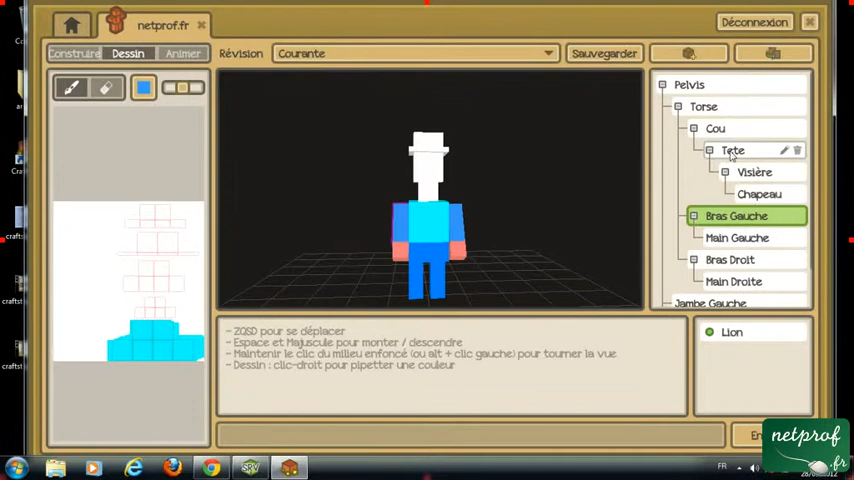 netprof.fr
Déconnexion
Construire
Dessin
Animer
Révision
Courante
Sauvegarder
Pelvis
Torse
Cou
Tete
Visière
Chapeau
Bras Gauche
Main Gauche
Bras Droit
Main Droite
Jambe Gauche
- ZQSD pour se déplacer
- Espace et Majuscule pour monter / descendre
- Maintenir le clic du milieu enfoncé (ou alt + clic gauche) pour tourner la vue
- Dessin : clic-droit pour pipetter une couleur
Lion
netprof
SRV
FR